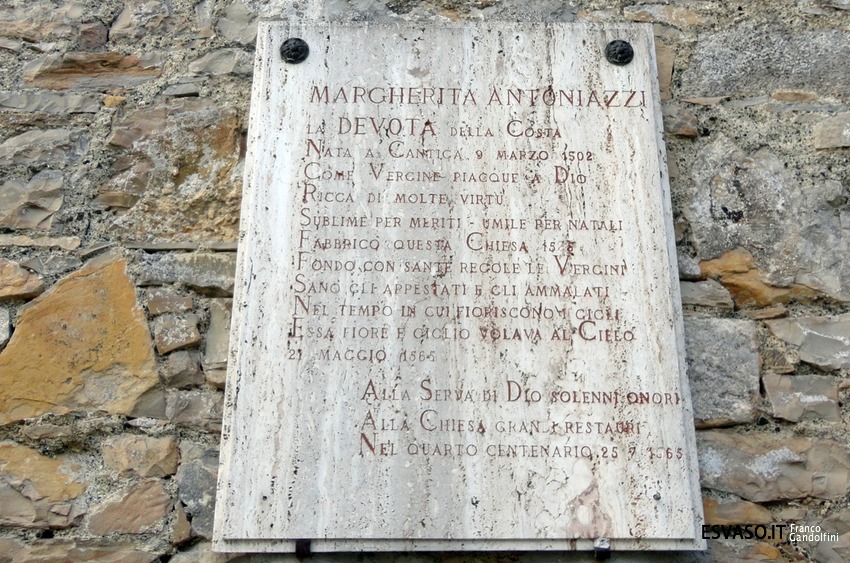 MARGHERITA ANTONIAZZI
LA DEVOTA DELLA COSTA
NATA A CANTICA 9 MARZO 1502
COME VERGINE PIACQUE A DIO
RICCA DI MOLTE VIRTÙ
SUBLIME PER MERITI - UMILE PER NATALI
FABBRICO QUESTA CHIESA
FONDO CON SANTE REGOLE LE VERGINI
SANO GLI APPESTATI E GLI AMMALATI
NEL TEMPO IN CUI FIORISCONO I GIGLI
ESSA FIORE E GIGLIO VOLAVA AL CIELO
21 MAGGIO 1565
ALLA SERVA DI DIO SOLENNI ONORI
ALLA CHIESA GRANDI RESTAURI
NEL QUARTO CENTENARIO 25 7 1965
ESVASO.IT Franco Gandolfini